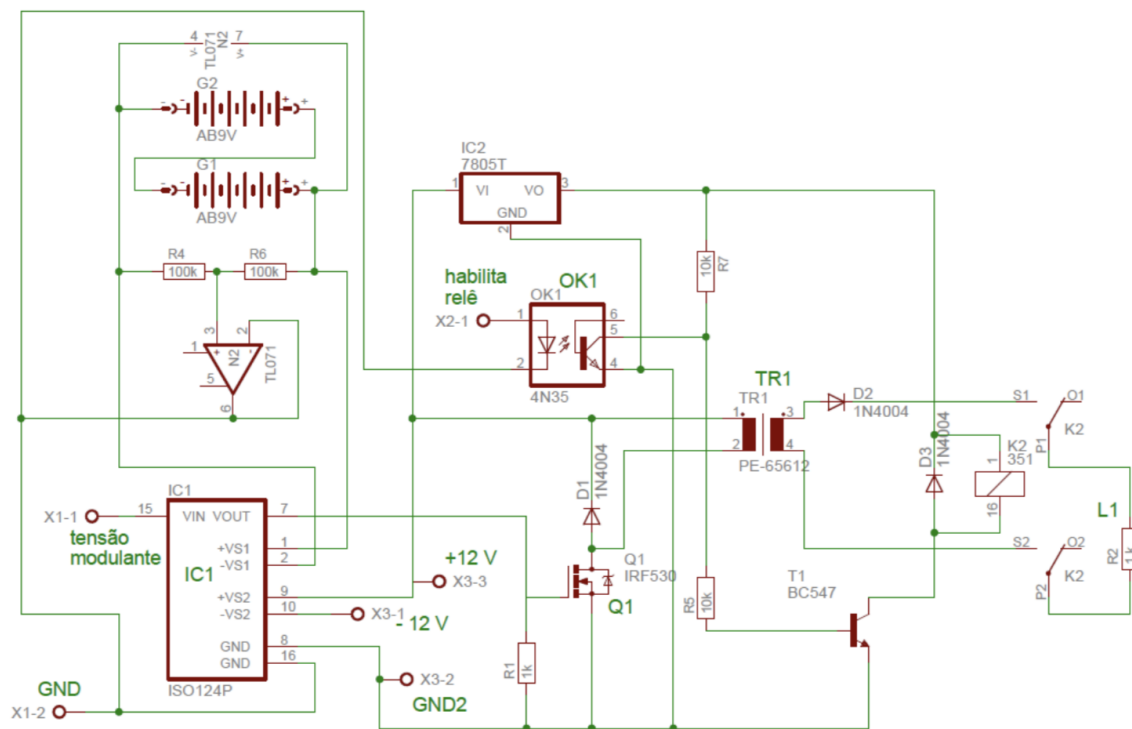 4
TL071
N2
7
V-
V+
G2
AB9V
G1
AB9V
R4
100k
R6
100k
3
2
1
N2
TL071
5
6
IC2
7805T
1
VI
VO
3
GND
2
10k
R7
habilita
relê
OK1
OK1
X2-1
1
2
6
5
4
4N35
TR1
TR1
1
2
3
4
PE-65612
D2
1N4004
D1
1N4004
D3
1N4004
K2
351
1
16
S1
O1
P1
K2
L1
R2
1k
S2
O2
P2
K2
IC1
X1-1
15
tensão
modulante
VIN
VOUT
7
+VS1
1
-VS1
2
IC1
+VS2
9
-VS2
10
GND
8
GND
16
ISO124P
+12 V
X3-3
X3-1
- 12 V
X3-2
GND2
GND
X1-2
R1
1k
Q1
IRF530
Q1
R5
10k
T1
BC547